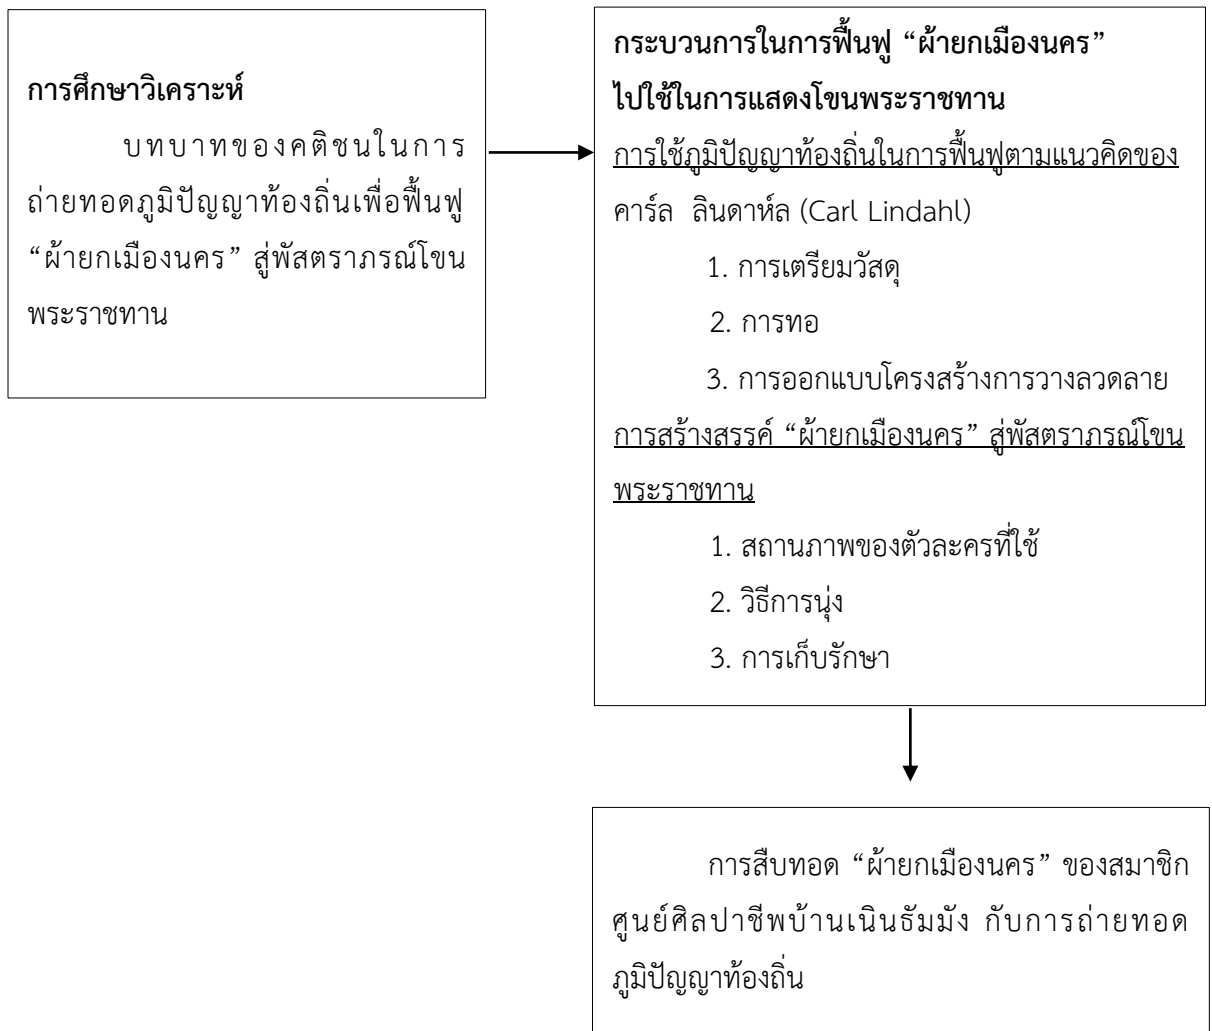 การศึกษาวิเคราะห์
บทบาทของคติชนในการ
ถ่ายทอดภูมิปัญญาท้องถิ่นเพื่อฟื้นฟู
“ผ้ายกเมืองนคร” สู่พัสตราภรณ์โขน
พระราชทาน
กระบวนการในการฟื้นฟู “ผ้ายกเมืองนคร”
ไปใช้ในการแสดงโขนพระราชทาน
การใช้ภูมิปัญญาท้องถิ่นในการฟื้นฟูตามแนวคิดของ
คาร์ล ลินดาห์ล (Carl Lindahl)
1. การเตรียมวัสดุ
2. การทอ
3. การออกแบบโครงสร้างการวางลวดลาย
การสร้างสรรค์ “ผ้ายกเมืองนคร” สู่พัสตราภรณ์โขน
พระราชทาน
1. สถานภาพของตัวละครที่ใช้
2. วิธีการนุ่ง
3. การเก็บรักษา
การสืบทอด “ผ้ายกเมืองนคร” ของสมาชิก
ศูนย์ศิลปาชีพบ้านเนินธัมมัง กับการถ่ายทอด
ภูมิปัญญาท้องถิ่น